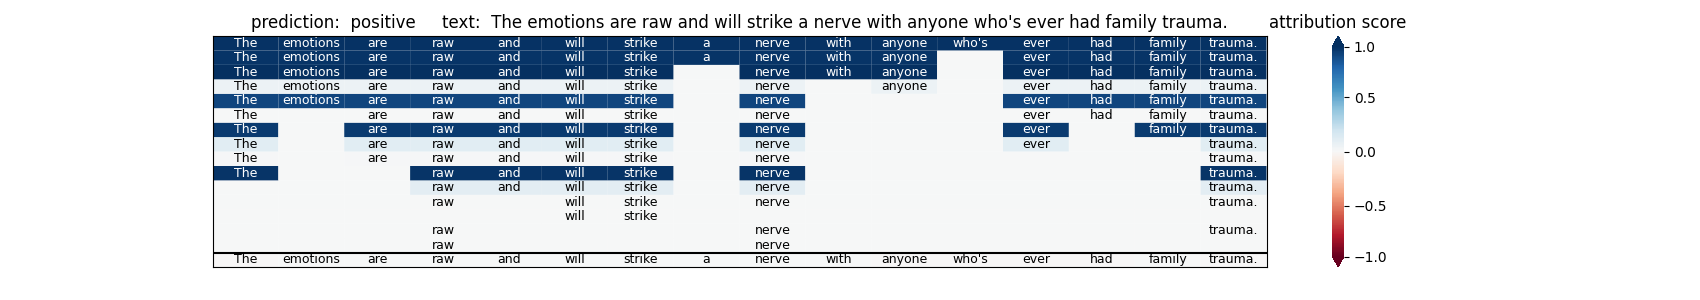 prediction: positive text: The emotions are raw and will strike a nerve with anyone who's ever had family trauma. attribution score
The emotions are raw and will strike a nerve with anyone who's ever had family trauma. 1.0
The emotions are raw and will strike a nerve with anyone ever had family trauma.
The emotions are raw and will strike nerve with anyone ever had family trauma.
The emotions are raw and will strike nerve anyone ever had family trauma.
The emotions are raw and will strike nerve ever had family trauma. 0.5
The are raw and will strike nerve ever had trauma.
The are raw and will strike nerve ever family trauma.
The are raw and will strike nerve ever trauma.
The are raw and will strike nerve trauma. 0.0
The raw and will strike nerve trauma.
raw and will strike nerve trauma.
raw will strike nerve trauma. −0.5
will strike
raw nerve trauma.
raw nerve
The emotions are raw and will strike a nerve with anyone who's ever had family trauma. −1.0